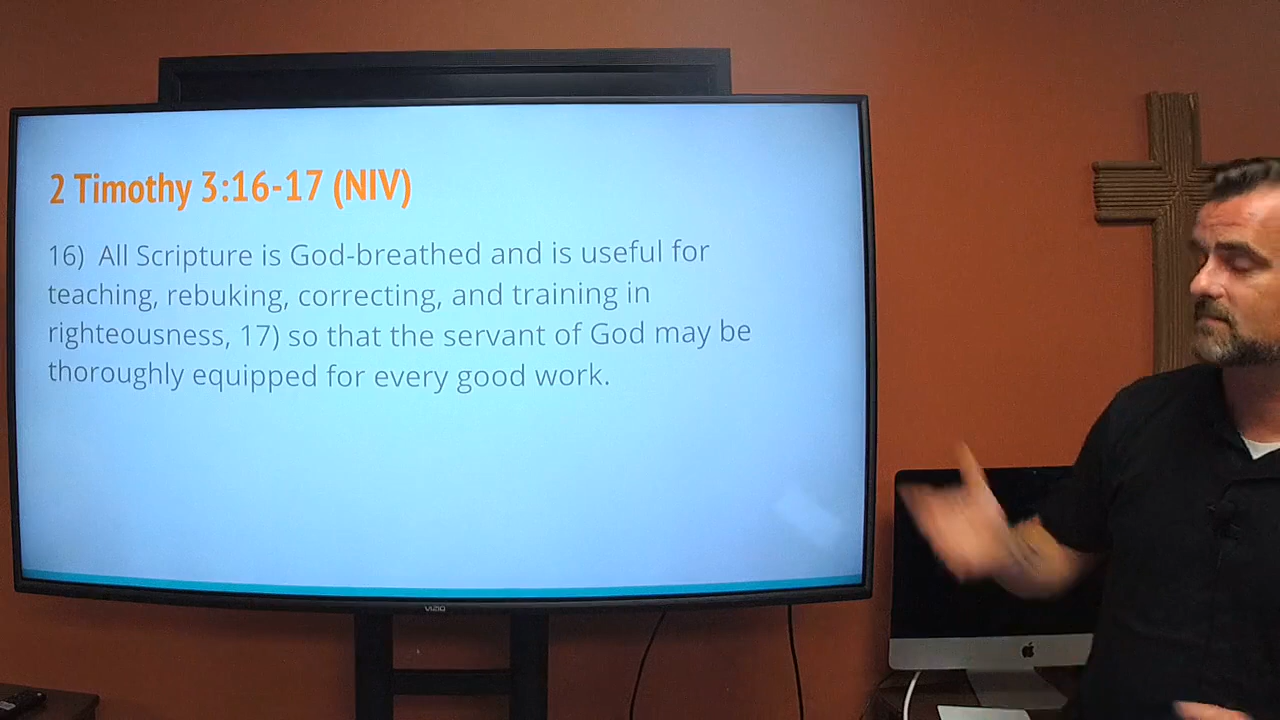 2 Timothy 3:16-17 (NIV)
16) All Scripture is God-breathed and is useful for
teaching, rebuking, correcting, and training in
righteousness, 17) so that the servant of God may be
thoroughly equipped for every good work.
VIZIO